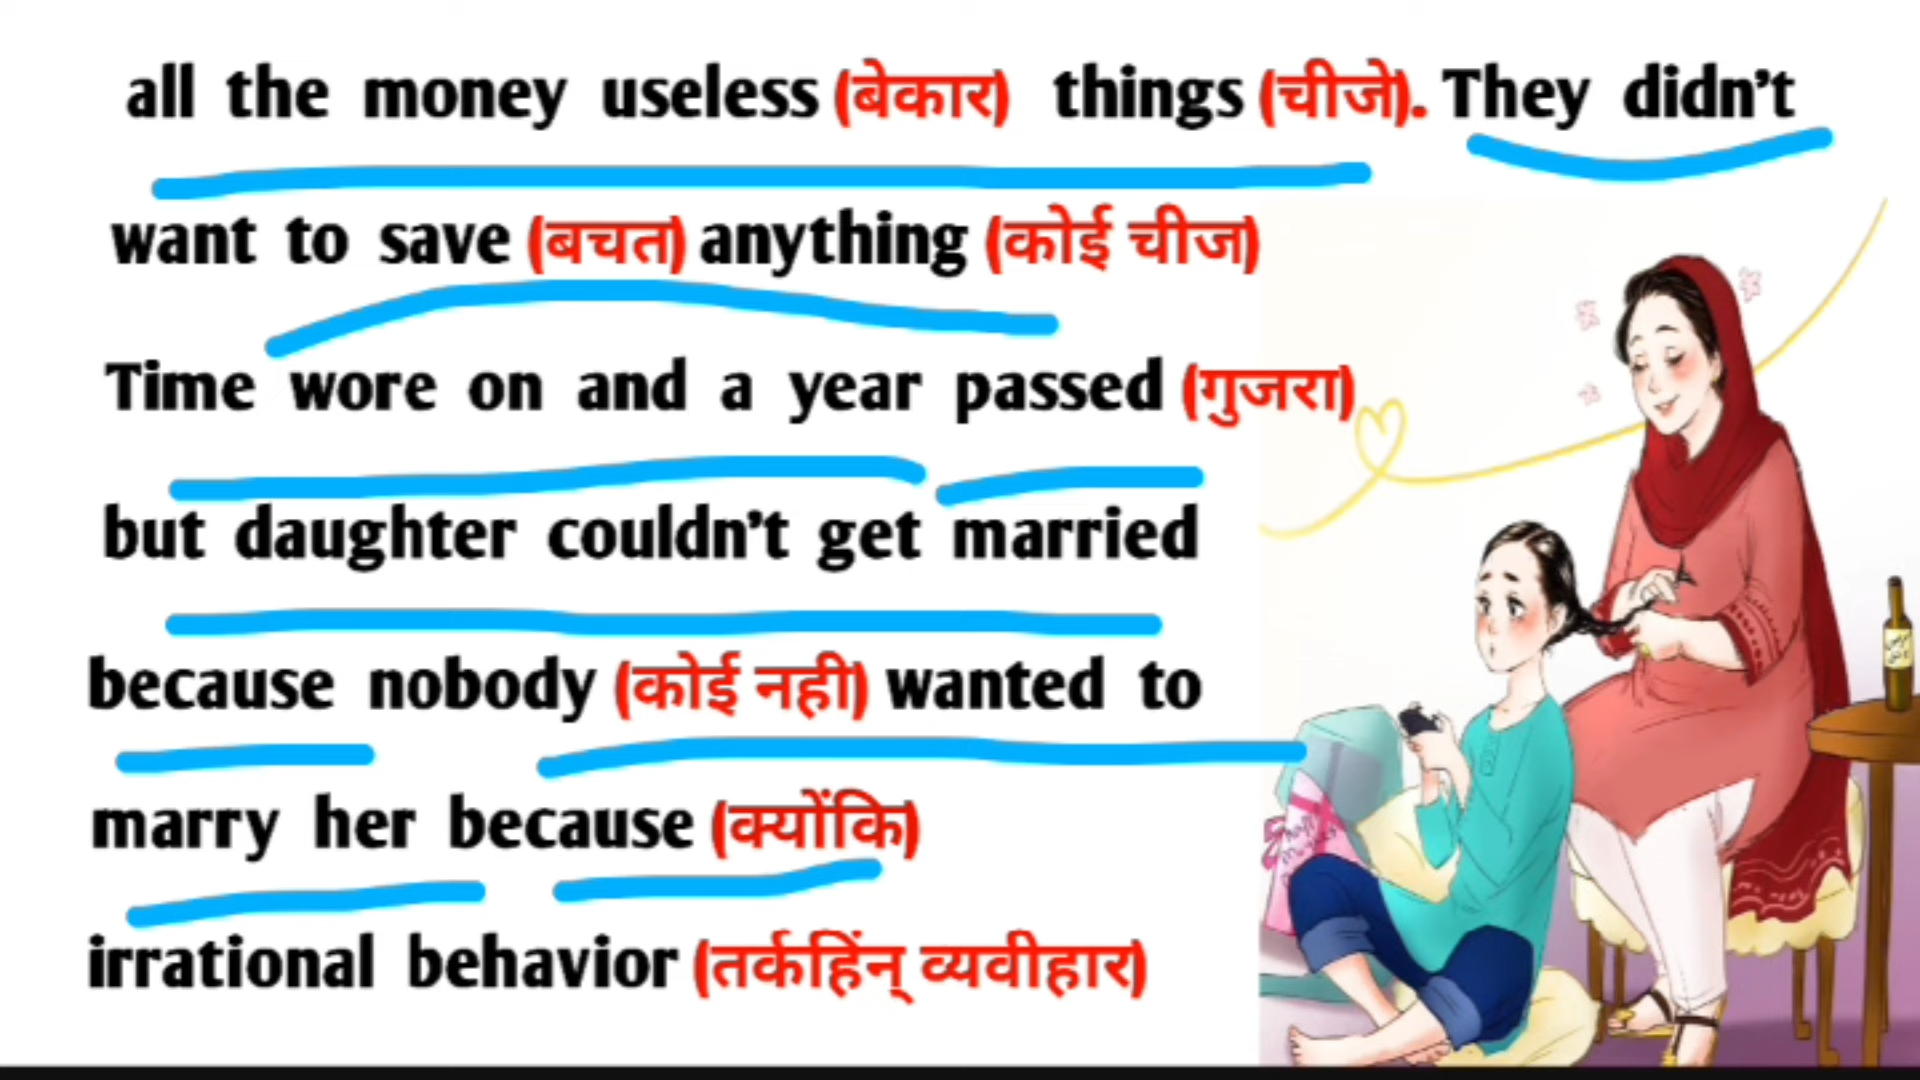 all the money useless (बेकार) things (चीजे). They didn't
want to save (बचत) anything (कोई चीज)
Time wore on and a year passed (गुजरा)
but daughter couldn't get married
because nobody (कोई नही) wanted to
marry her because (क्योंकि)
irrational behavior (तर्कहिंन् व्यवीहार)